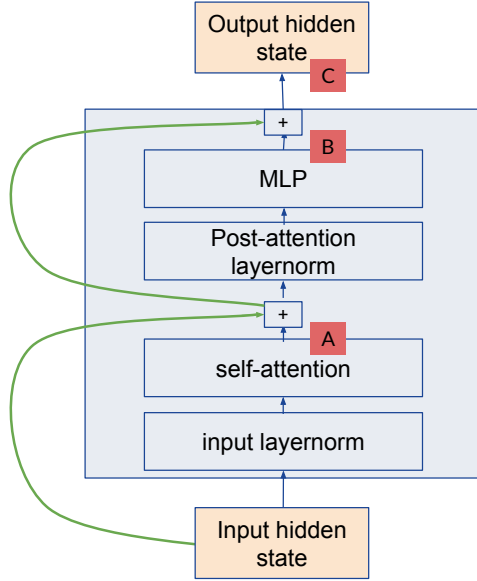 Output hidden
state
C
+
B
MLP
Post-attention
layernorm
+
A
self-attention
input layernorm
Input hidden
state